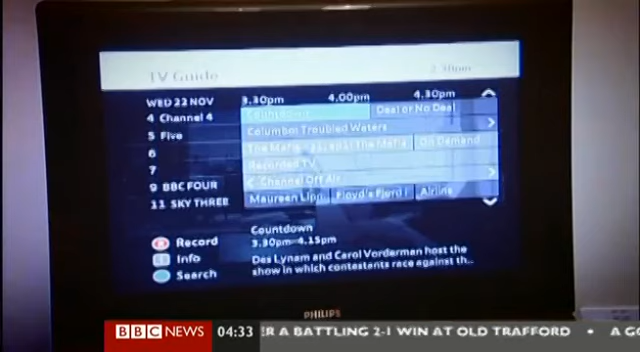 TV Guide
WED 22 NOV 3.30pm 4.00pm 4.30pm
4 Channel 4 Countdown Deal or No Deal
5 Five Columbo: Troubled Waters
6 The Mafia The Mafia On Demand
7 Recorded TV
9 BBC FOUR Channel Off Air
11 SKY THREE Maureen Lipm Floyd's Fjord Airline
Countdown
Record 3.30pm-4.15pm
Info Des Lynam and Carol Vorderman host the
Search show in which contestants race against th..
PHILIPS
BBC NEWS 04:33 ER A BATTLING 2-1 WIN AT OLD TRAFFORD • A GO